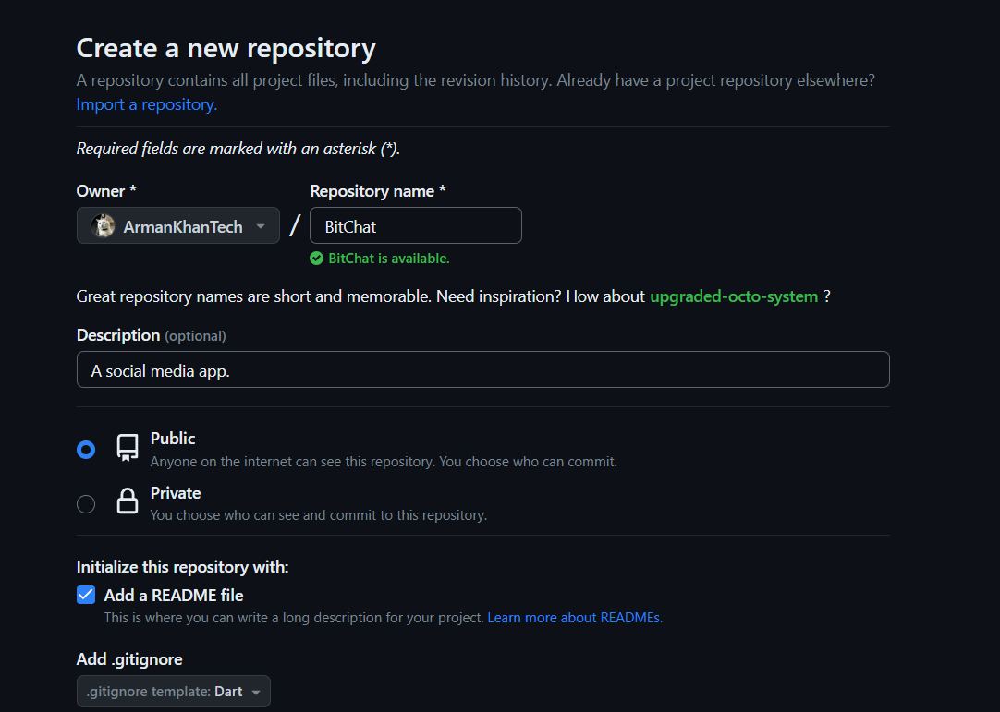 Create a new repository
A repository contains all project files, including the revision history. Already have a project repository elsewhere?
Import a repository.
Required fields are marked with an asterisk (*).
Owner *
Repository name *
ArmanKhanTech
/
BitChat
BitChat is available.
Great repository names are short and memorable. Need inspiration? How about upgraded-octo-system ?
Description (optional)
A social media app.
Public
Anyone on the internet can see this repository. You choose who can commit.
Private
You choose who can see and commit to this repository.
Initialize this repository with:
Add a README file
This is where you can write a long description for your project. Learn more about READMEs.
Add .gitignore
.gitignore template: Dart